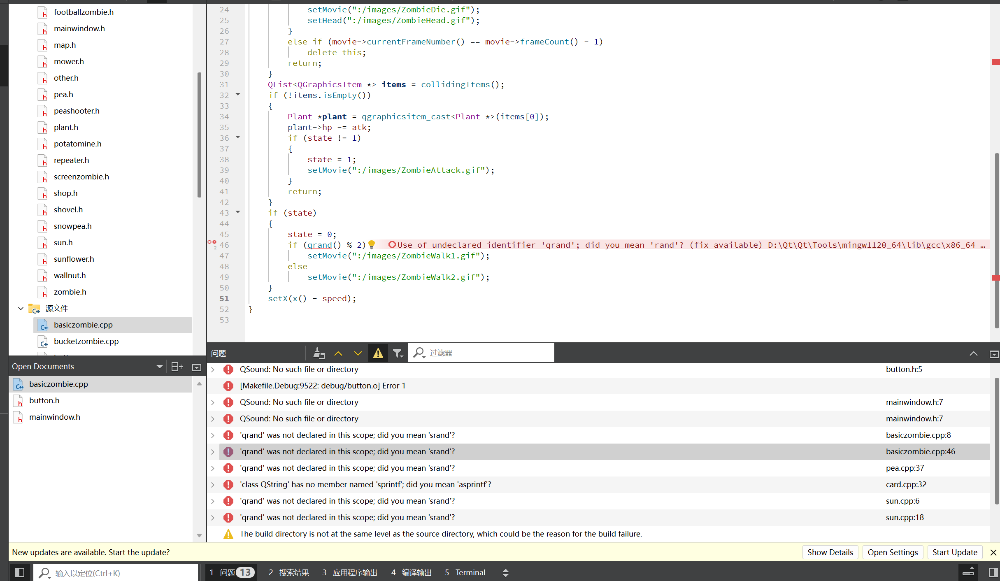 footballzombie.h
mainwindow.h
map.h
mower.h
other.h
pea.h
peashooter.h
plant.h
potatomine.h
repeater.h
screenzombie.h
shop.h
shovel.h
snowpea.h
sun.h
sunflower.h
wallnut.h
zombie.h
源文件
basiczombie.cpp
bucketzombie.cpp
Open Documents
basiczombie.cpp
button.h
mainwindow.h
24 setMovie(":/images/ZombieDie.gif");
25 setHead(":/images/ZombieHead.gif");
26 }
27 else if (movie->currentFrameNumber() == movie->frameCount() - 1)
28 delete this;
29 return;
30 }
31 QList<QGraphicsItem *> items = collidingItems();
32 if (!items.isEmpty())
33 {
34 Plant *plant = qgraphicsitem_cast<Plant *>(items[0]);
35 plant->hp -= atk;
36 if (state != 1)
37 {
38 state = 1;
39 setMovie(":/images/ZombieAttack.gif");
40 }
41 return;
42 }
43 if (state)
44 {
45 state = 0;
2 46 if (qrand() % 2) Use of undeclared identifier 'qrand'; did you mean 'rand'? (fix available) D:\Qt\Qt\Tools\mingw1120_64\lib\gcc\x86_64-…
47 setMovie(":/images/ZombieWalk1.gif");
48 else
49 setMovie(":/images/ZombieWalk2.gif");
50 }
51 setX(x() - speed);
52 }
53
问题 过滤器
QSound: No such file or directory button.h:5
[Makefile.Debug:9522: debug/button.o] Error 1
QSound: No such file or directory mainwindow.h:7
QSound: No such file or directory mainwindow.h:7
'qrand' was not declared in this scope; did you mean 'srand'? basiczombie.cpp:8
'qrand' was not declared in this scope; did you mean 'srand'? basiczombie.cpp:46
'qrand' was not declared in this scope; did you mean 'srand'? pea.cpp:37
'class QString' has no member named 'sprintf'; did you mean 'asprintf'? card.cpp:32
'qrand' was not declared in this scope; did you mean 'srand'? sun.cpp:6
'qrand' was not declared in this scope; did you mean 'srand'? sun.cpp:18
The build directory is not at the same level as the source directory, which could be the reason for the build failure.
New updates are available. Start the update? Show Details Open Settings Start Update
输入以定位(Ctrl+K) 1 问题 13 2 搜索结果 3 应用程序输出 4 编译输出 5 Terminal